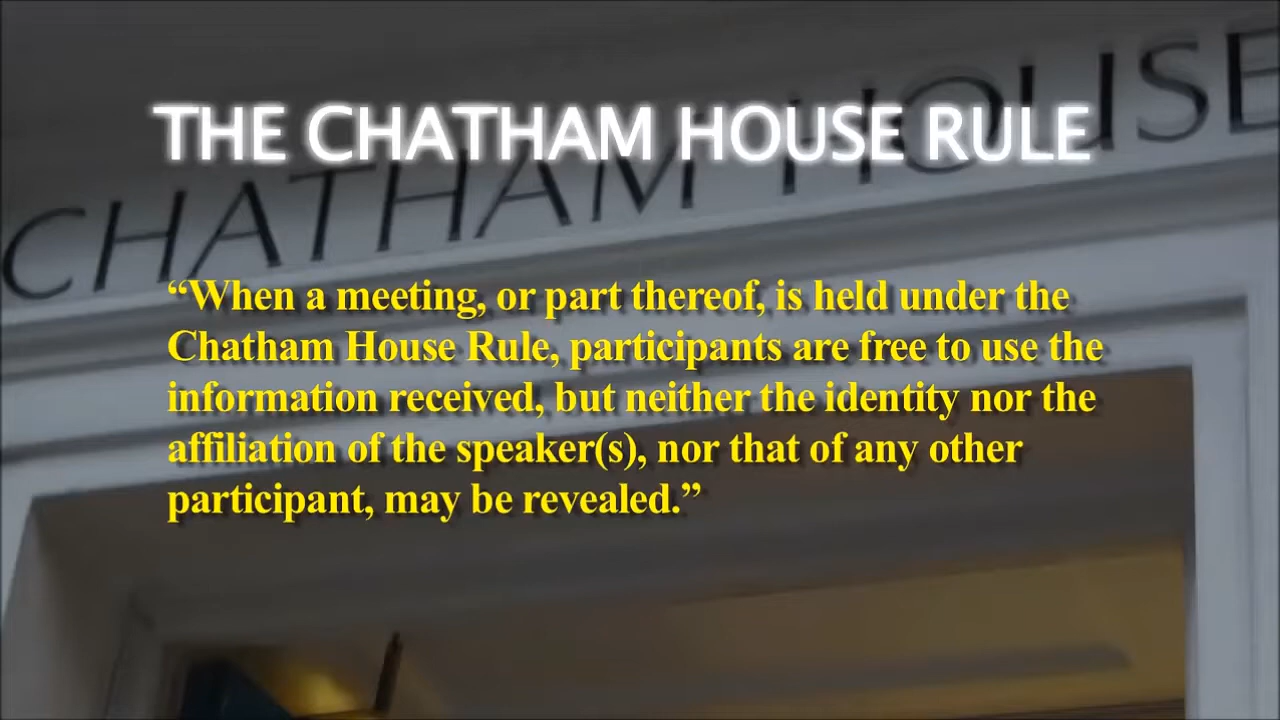 THE CHATHAM HOUSE RULE
CHATHAM HOUSE
“When a meeting, or part thereof, is held under the
Chatham House Rule, participants are free to use the
information received, but neither the identity nor the
affiliation of the speaker(s), nor that of any other
participant, may be revealed.”